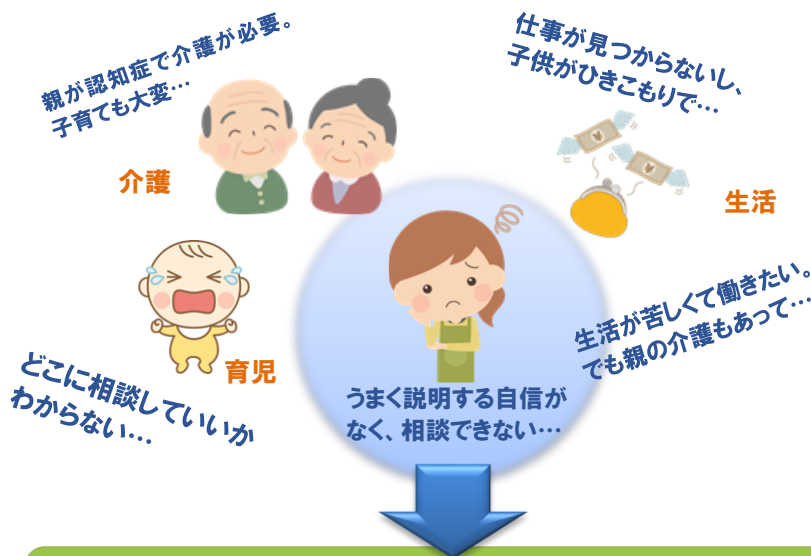 親が認知症で介護が必要。
子育ても大変…
仕事が見つからないし、
子供がひきこもりで…
介護
生活
生活が苦しくて働きたい。
でも親の介護もあって…
育児
どこに相談していいか
わからない…
うまく説明する自信が
なく、相談できない…